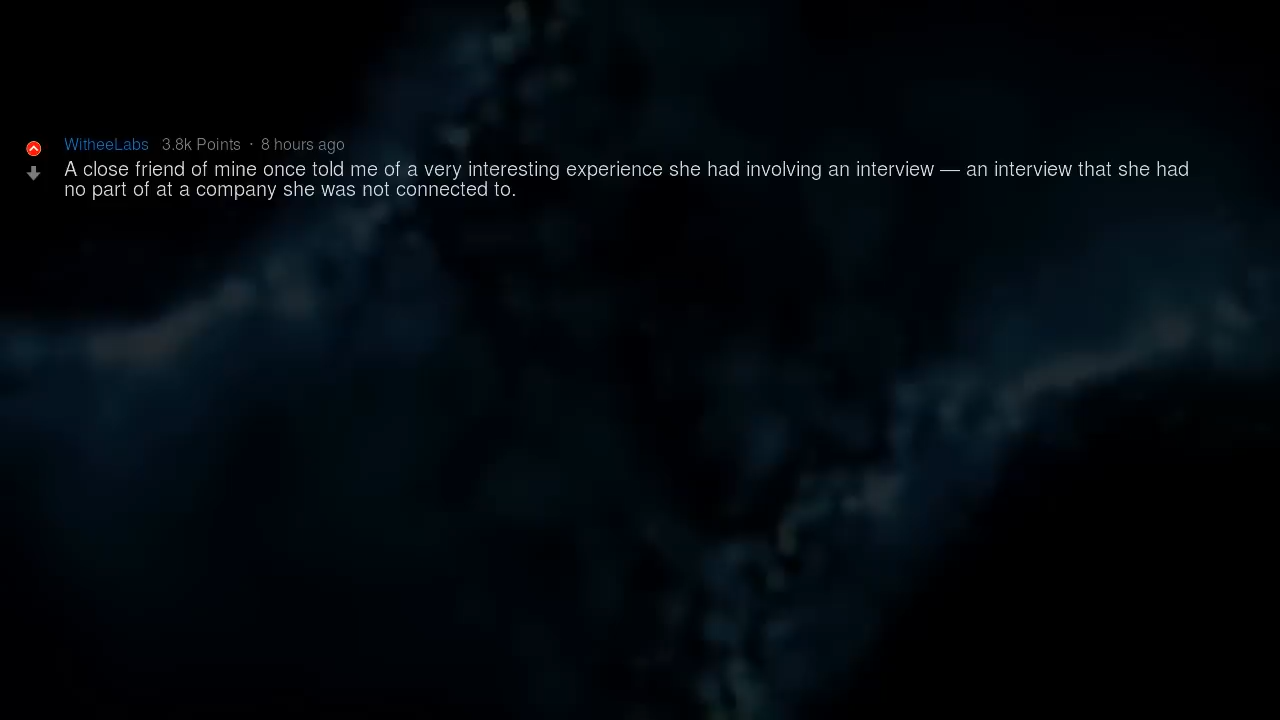 WitheeLabs 3.8k Points · 8 hours ago
A close friend of mine once told me of a very interesting experience she had involving an interview — an interview that she had
no part of at a company she was not connected to.